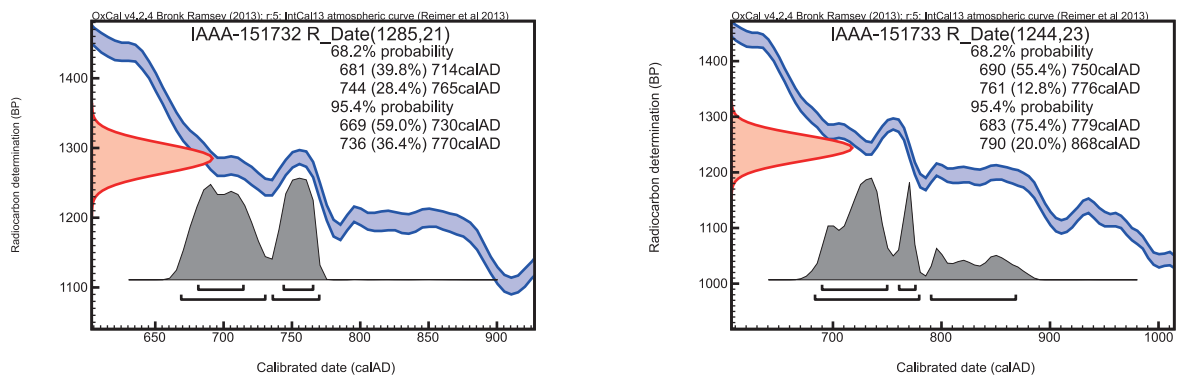 OxCal v4.2.4 Bronk Ramsey (2013); r:5; IntCal13 atmospheric curve (Reimer et al 2013)
IAAA-151732 R_Date(1285,21)
68.2% probability
681 (39.8%) 714calAD
744 (28.4%) 765calAD
95.4% probability
669 (59.0%) 730calAD
736 (36.4%) 770calAD
Radiocarbon determination (BP)
1400
1300
1200
1100
650 700 750 800 850 900
Calibrated date (calAD)
OxCal v4.2.4 Bronk Ramsey (2013); r:5; IntCal13 atmospheric curve (Reimer et al 2013)
IAAA-151733 R_Date(1244,23)
68.2% probability
690 (55.4%) 750calAD
761 (12.8%) 776calAD
95.4% probability
683 (75.4%) 779calAD
790 (20.0%) 868calAD
Radiocarbon determination (BP)
1400
1300
1200
1100
1000
700 800 900 1000
Calibrated date (calAD)